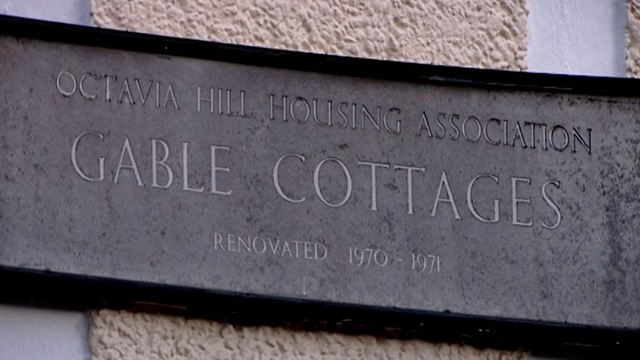 OCTAVIA HILL HOUSING ASSOCIATION
GABLE COTTAGES
RENOVATED 1970 - 1971